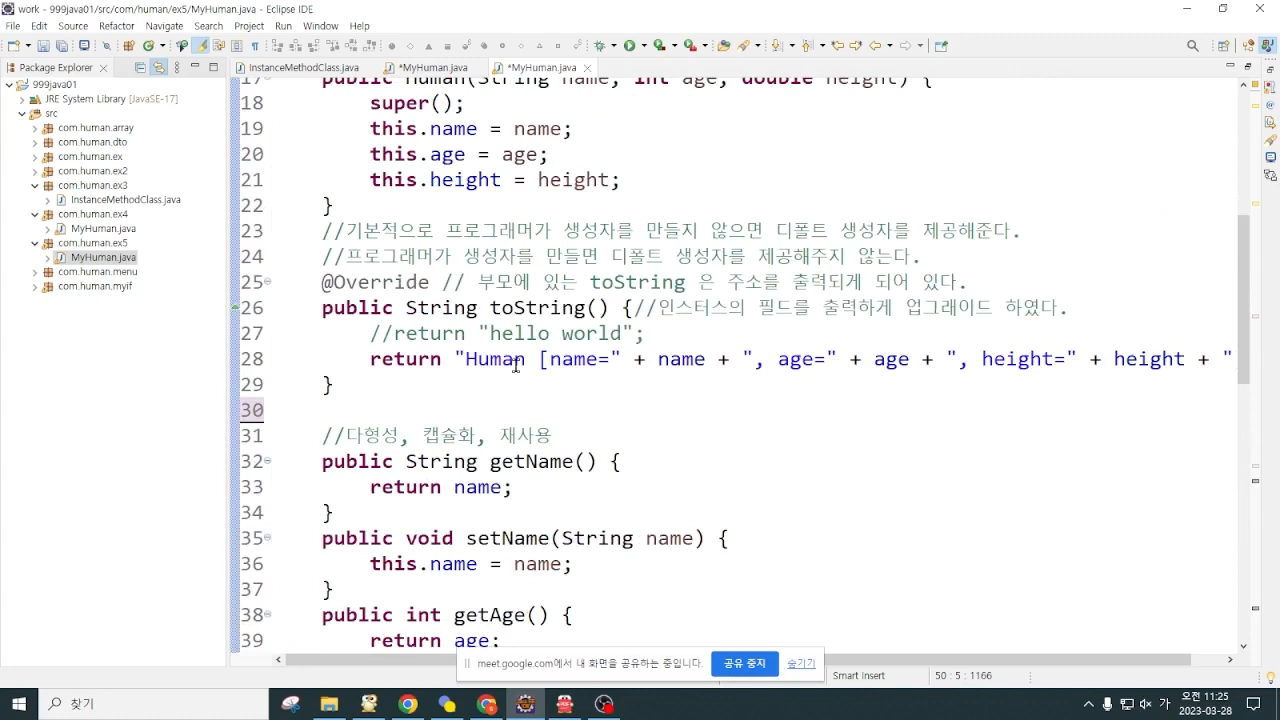 work - 999java01/src/com/human/ex5/MyHuman.java - Eclipse IDE
File Edit Source Refactor Navigate Search Project Run Window Help
Package Explorer
InstanceMethodClass.java
*MyHuman.java
*MyHuman.java
999java01
JRE System Library [JavaSE-17]
src
com.human.array
com.human.dto
com.human.ex
com.human.ex2
com.human.ex3
InstanceMethodClass.java
com.human.ex4
MyHuman.java
com.human.ex5
MyHuman.java
com.human.menu
com.human.myif
17 public Human(String name, int age, double height) {
18 super();
19 this.name = name;
20 this.age = age;
21 this.height = height;
22 }
23 //기본적으로 프로그래머가 생성자를 만들지 않으면 디폴트 생성자를 제공해준다.
24 //프로그래머가 생성자를 만들면 디폴트 생성자를 제공해주지 않는다.
25 @Override // 부모에 있는 toString 은 주소를 출력되게 되어 있다.
26 public String toString() {//인스터스의 필드를 출력하게 업그레이드 하였다.
27 //return "hello world";
28 return "Human [name=" + name + ", age=" + age + ", height=" + height + "
29 }
30
31 //다형성, 캡슐화, 재사용
32 public String getName() {
33 return name;
34 }
35 public void setName(String name) {
36 this.name = name;
37 }
38 public int getAge() {
39 return age;
meet.google.com에서 내 화면을 공유하는 중입니다. 공유 중지 숨기기
Smart Insert 50 : 5 : 1166
찾기
가 오전 11:25
2023-03-28